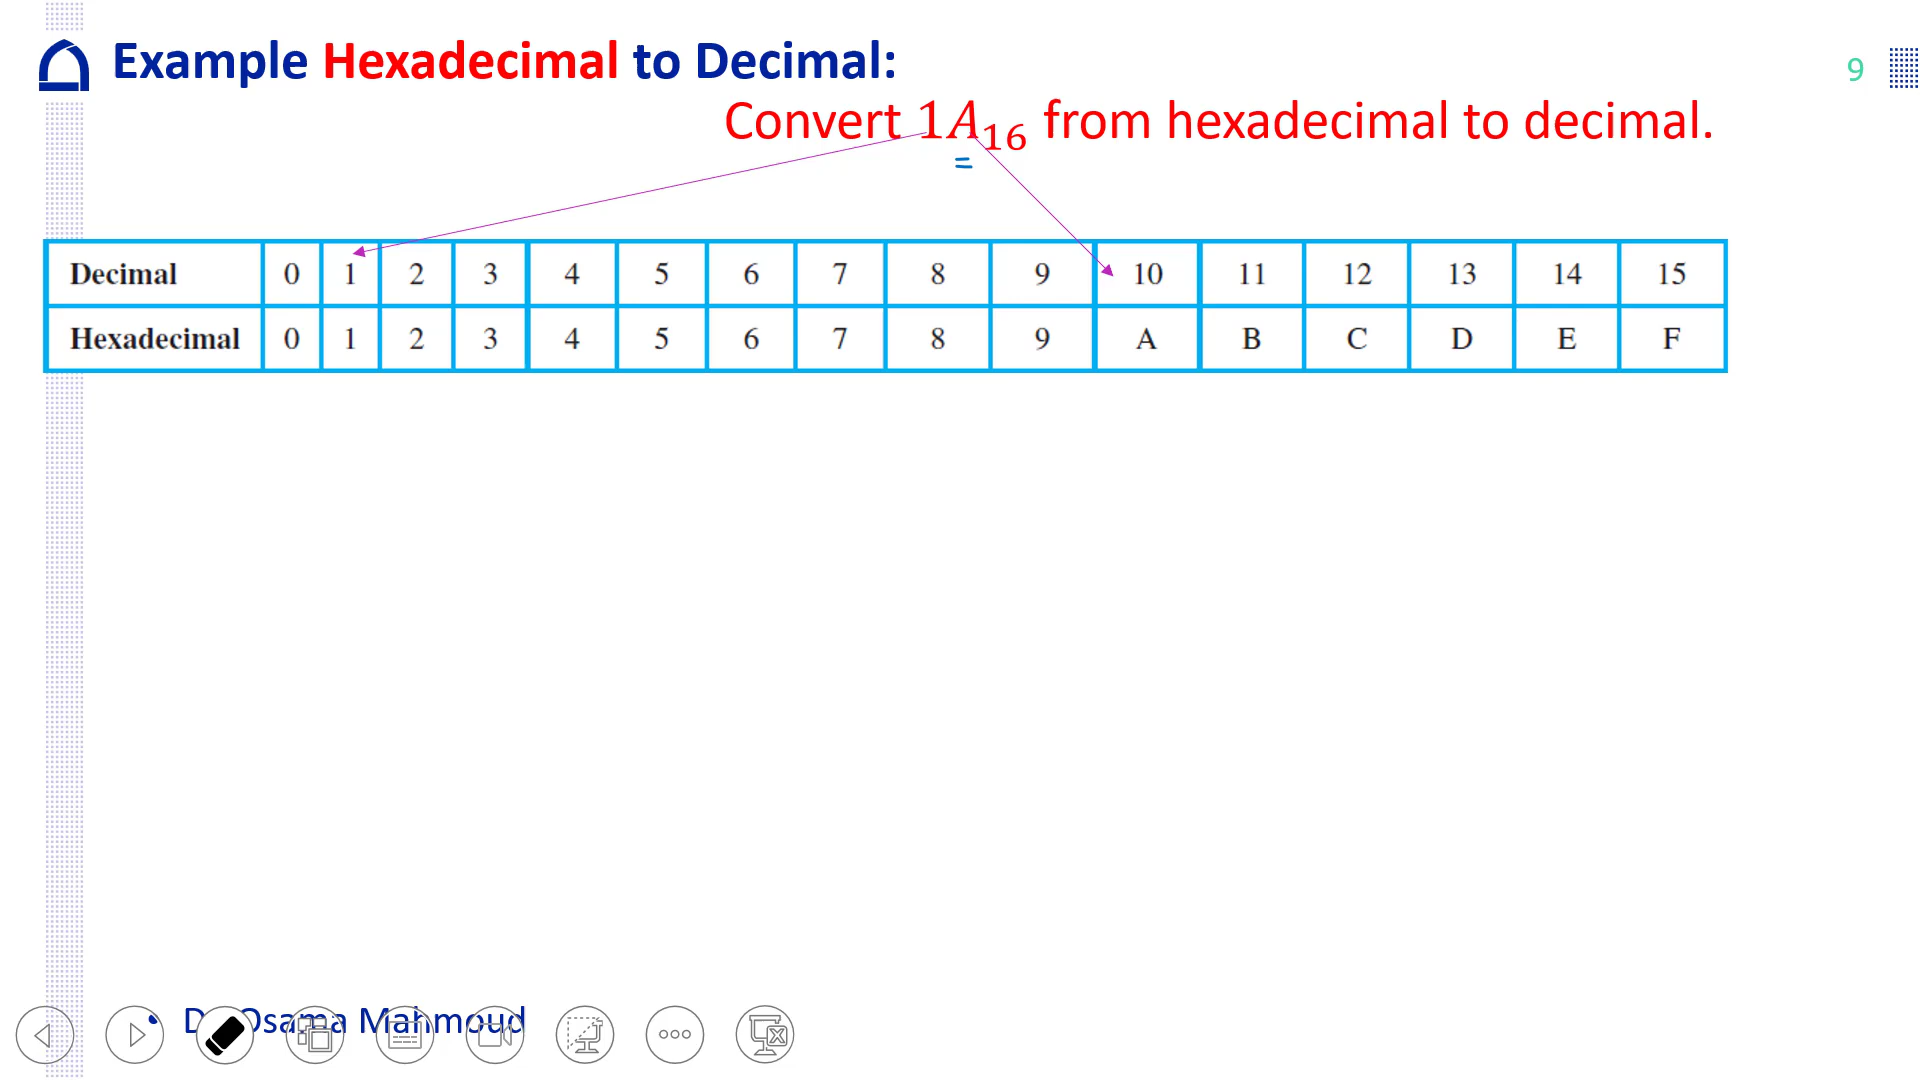 Example Hexadecimal to Decimal:
9
Convert 1A₁₆ from hexadecimal to decimal.
=
Decimal 0 1 2 3 4 5 6 7 8 9 10 11 12 13 14 15
Hexadecimal 0 1 2 3 4 5 6 7 8 9 A B C D E F
Osama Mahmoud